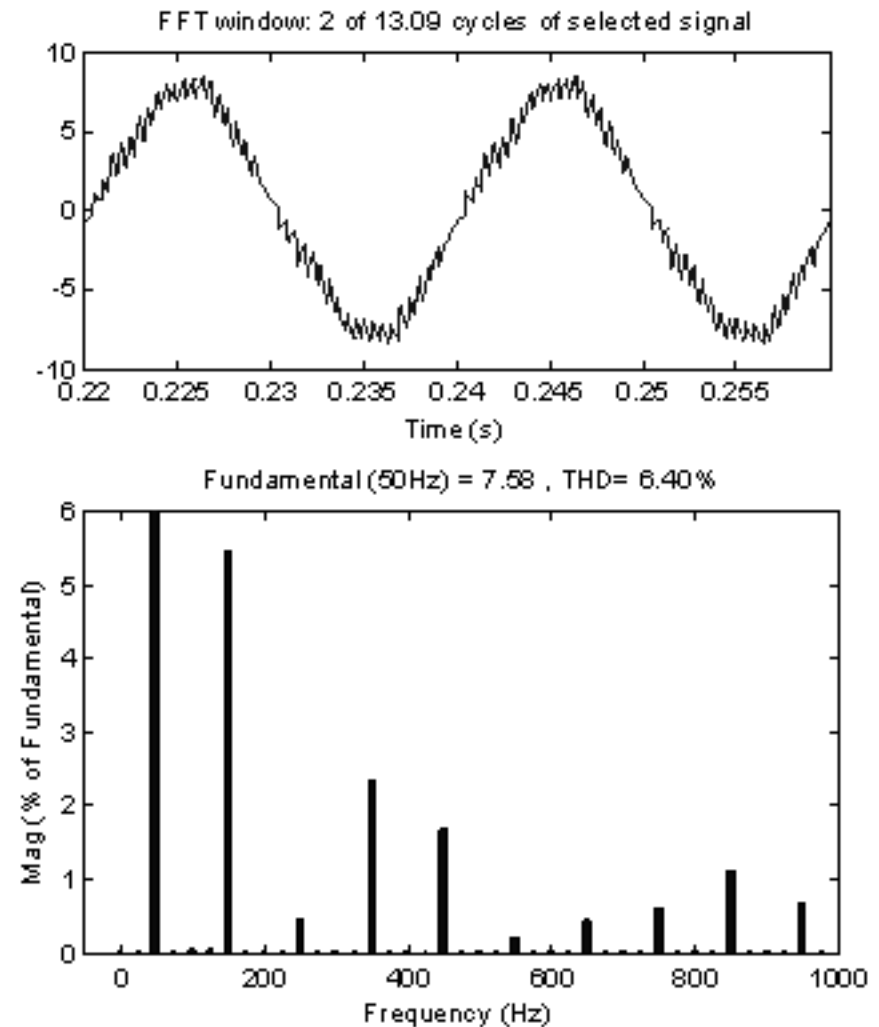 FFT window: 2 of 13.09 cycles of selected signal
10
5
0
-5
-10
0.22 0.225 0.23 0.235 0.24 0.245 0.25 0.255
Time (s)
Fundamental (50Hz) = 7.58 , THD= 6.40%
6
5
4
3
2
1
0
Mag (% of Fundamental)
0 200 400 600 800 1000
Frequency (Hz)